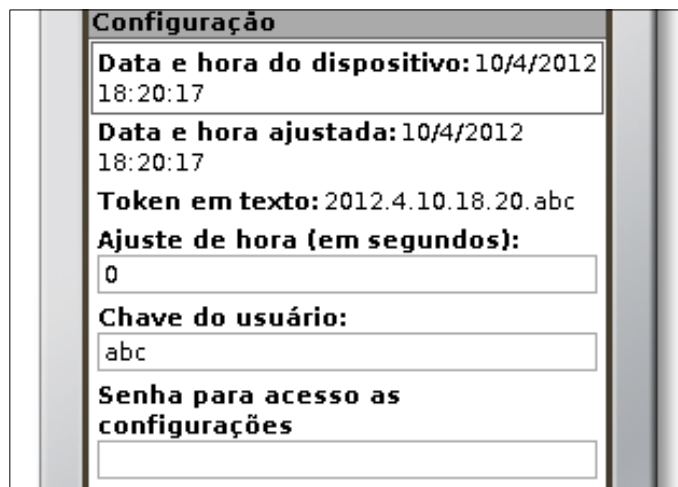 Configuração
Data e hora do dispositivo: 10/4/2012
18:20:17
Data e hora ajustada: 10/4/2012
18:20:17
Token em texto: 2012.4.10.18.20.abc
Ajuste de hora (em segundos):
0
Chave do usuário:
abc
Senha para acesso as
configurações